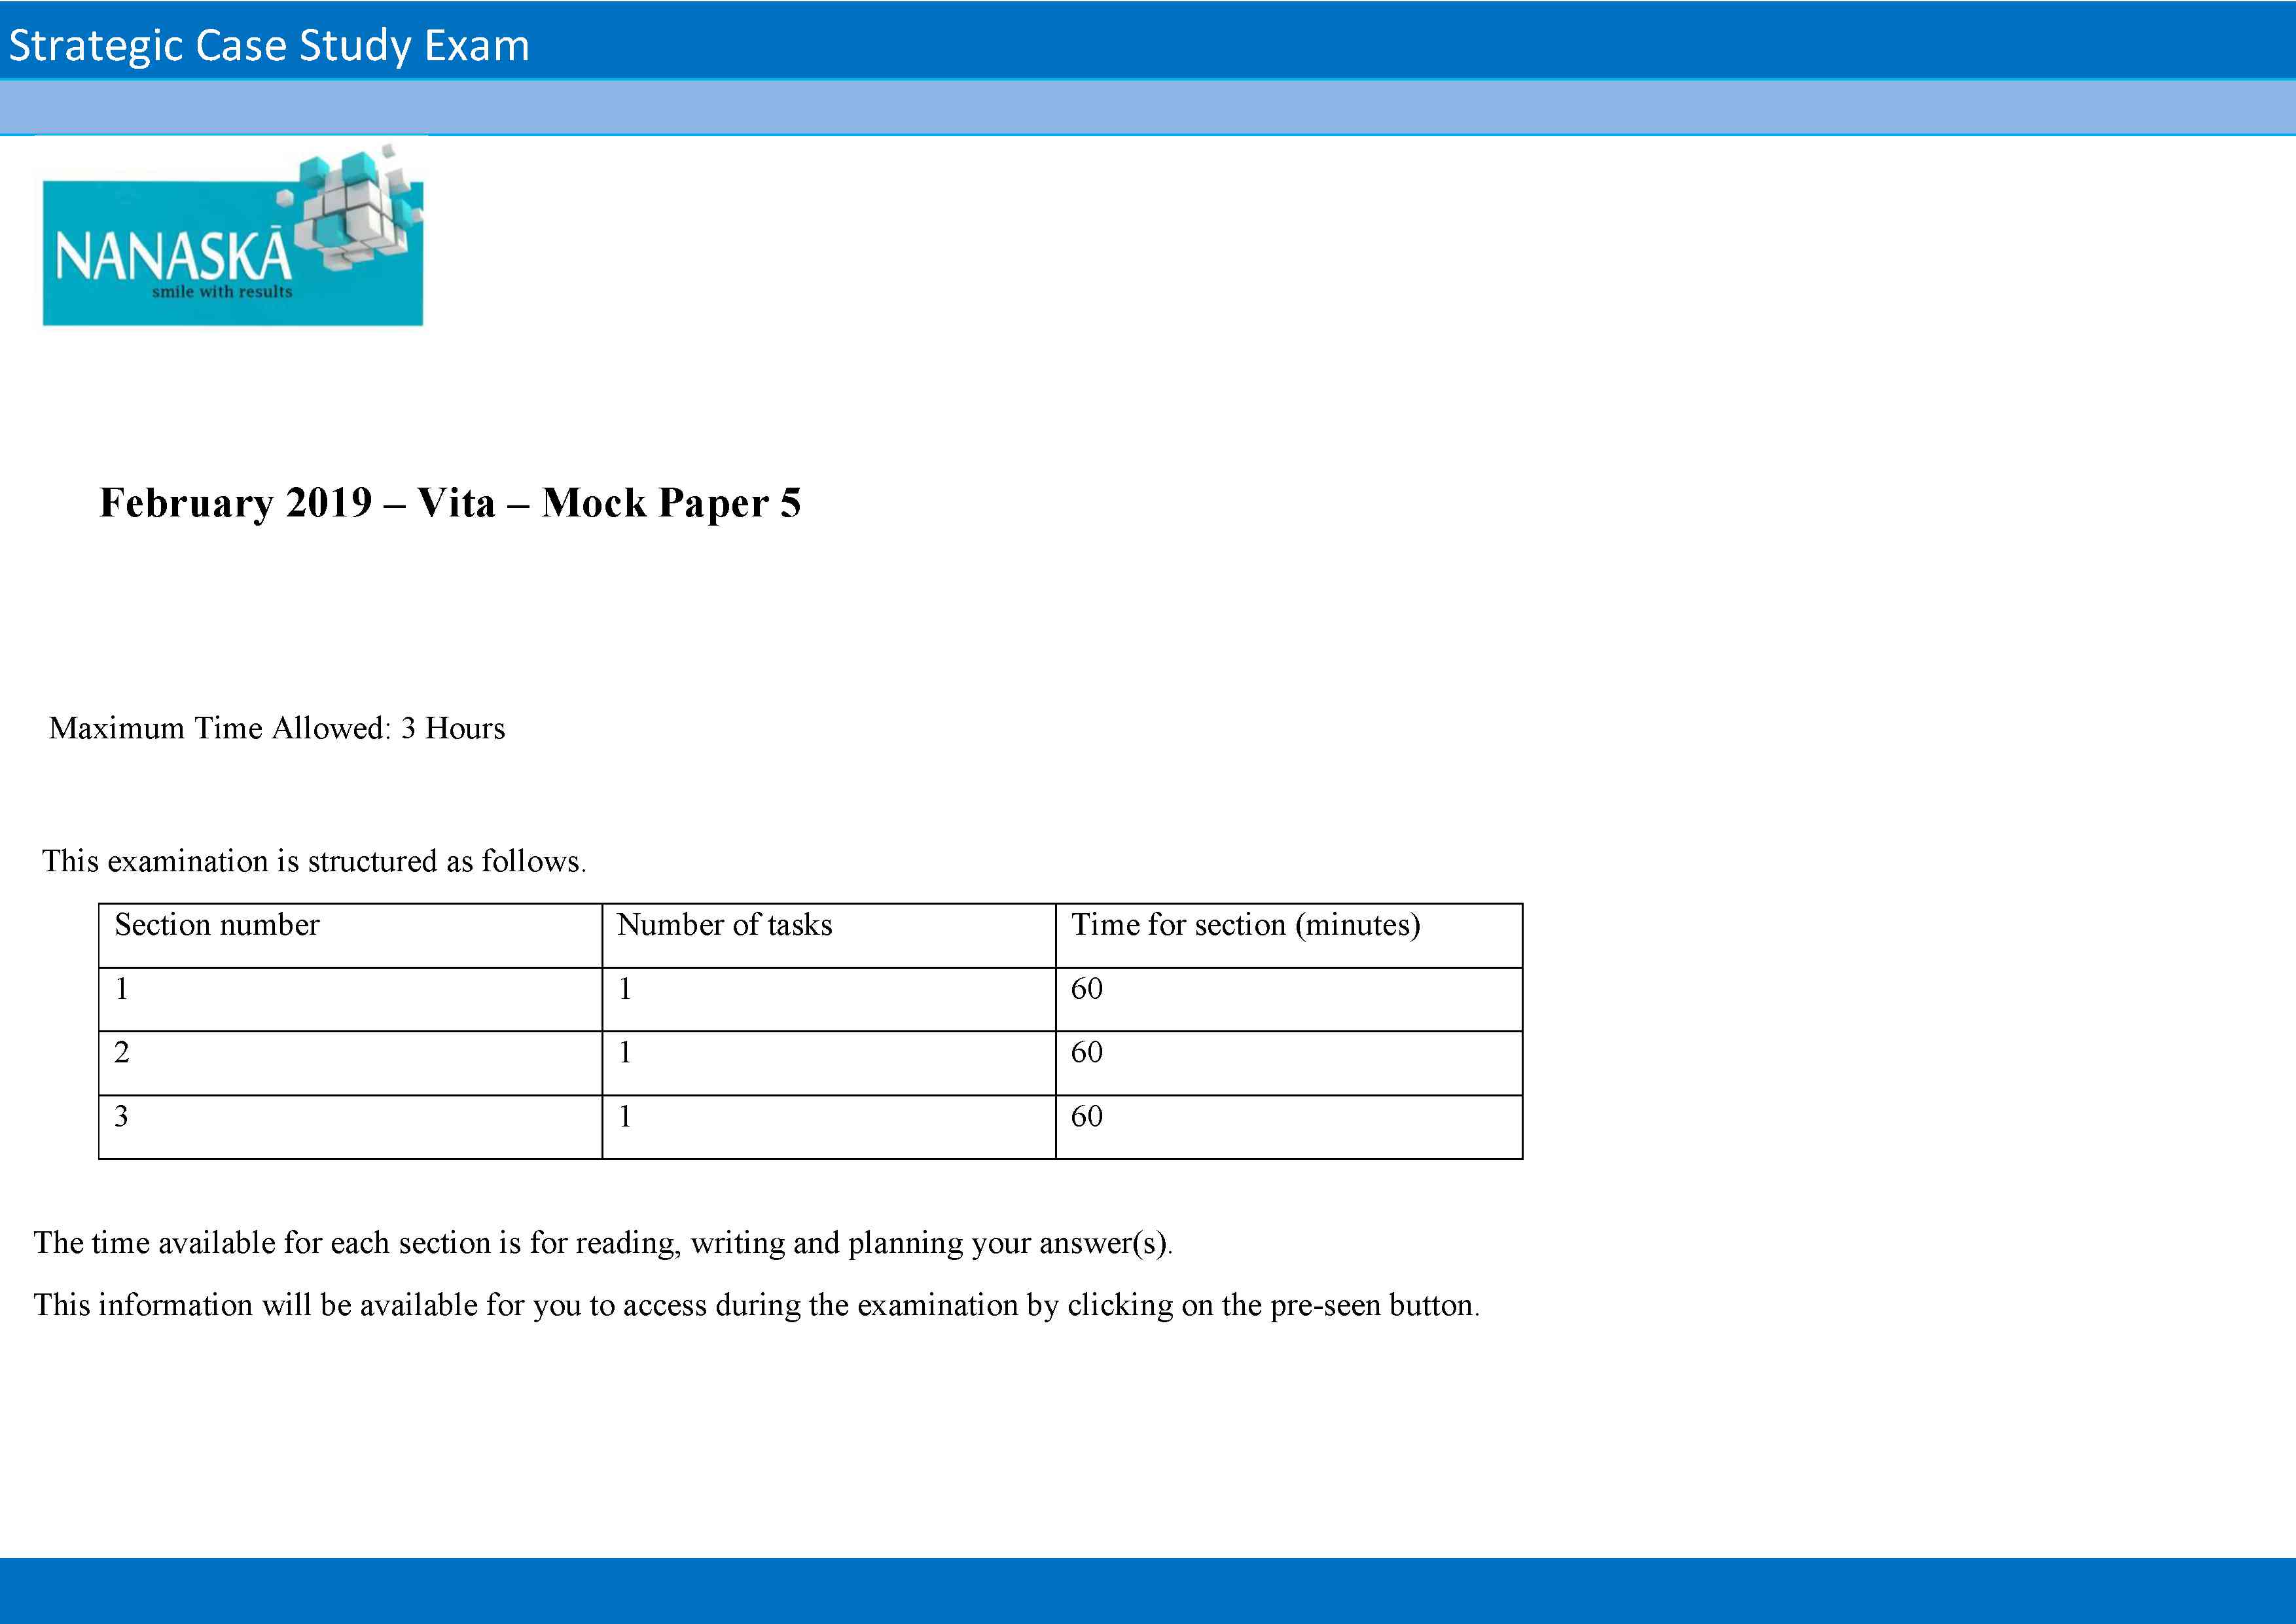 Strategic Case Study Exam
NANASKĀ
smile with results
February 2019 – Vita – Mock Paper 5
Maximum Time Allowed: 3 Hours
This examination is structured as follows.
Section number Number of tasks Time for section (minutes)
1 1 60
2 1 60
3 1 60
The time available for each section is for reading, writing and planning your answer(s).
This information will be available for you to access during the examination by clicking on the pre-seen button.